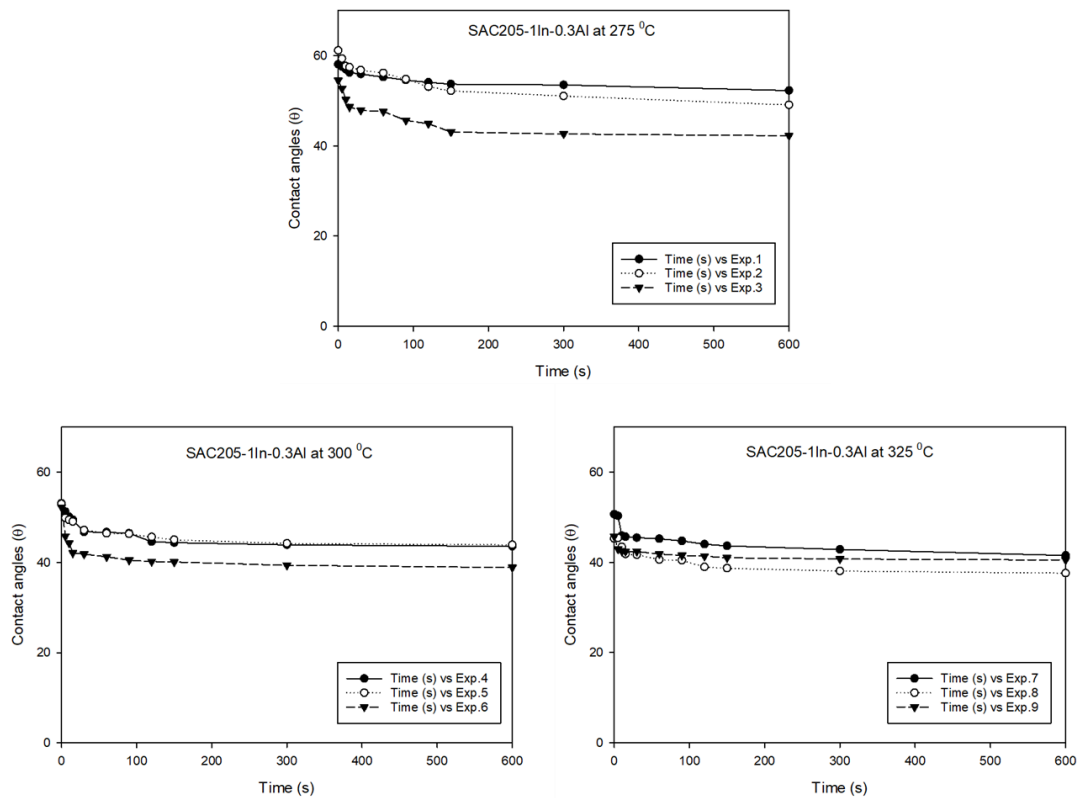 SAC205-1In-0.3Al at 275 ⁰C
60
40
20
0
Contact angles (θ)
Time (s) vs Exp.1
Time (s) vs Exp.2
Time (s) vs Exp.3
0 100 200 300 400 500 600
Time (s)
SAC205-1In-0.3Al at 300 ⁰C
60
40
20
0
Contact angles (θ)
Time (s) vs Exp.4
Time (s) vs Exp.5
Time (s) vs Exp.6
0 100 200 300 400 500 600
Time (s)
SAC205-1In-0.3Al at 325 ⁰C
60
40
20
0
Contact angles (θ)
Time (s) vs Exp.7
Time (s) vs Exp.8
Time (s) vs Exp.9
0 100 200 300 400 500 600
Time (s)